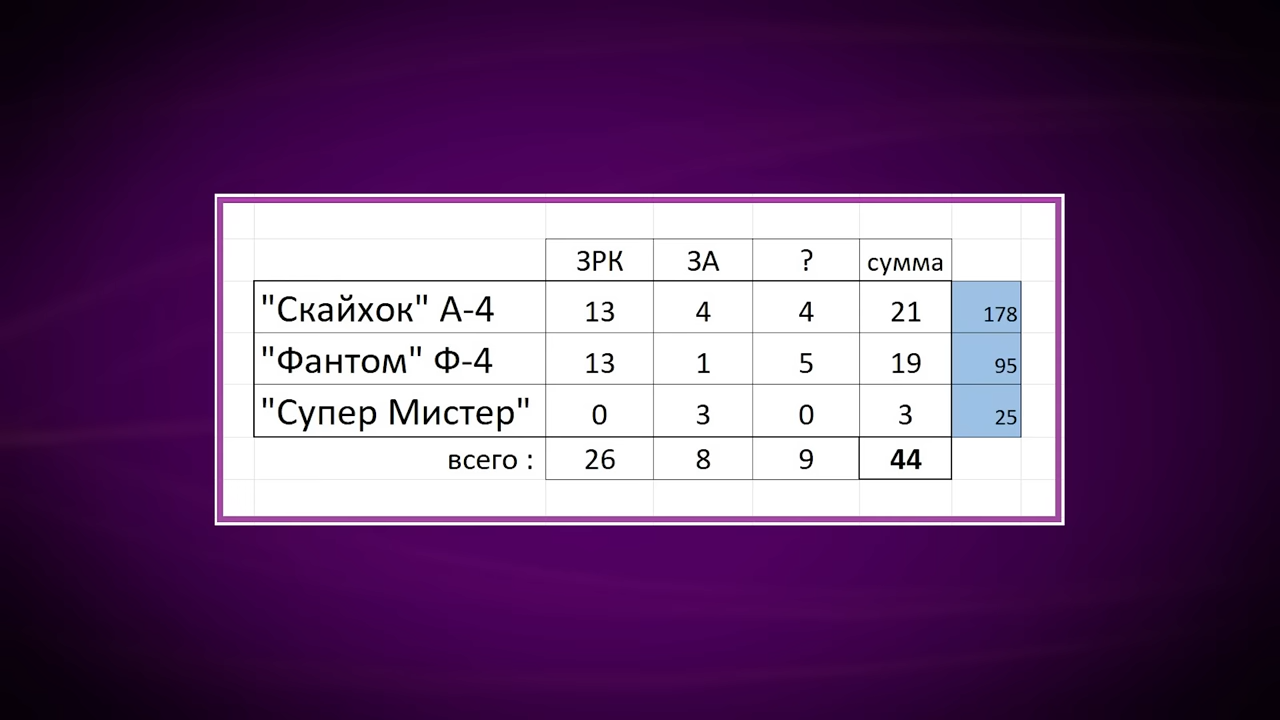 ЗРК ЗА ? сумма
"Скайхок" А-4 13 4 4 21 178
"Фантом" Ф-4 13 1 5 19 95
"Супер Мистер" 0 3 0 3 25
всего : 26 8 9 44